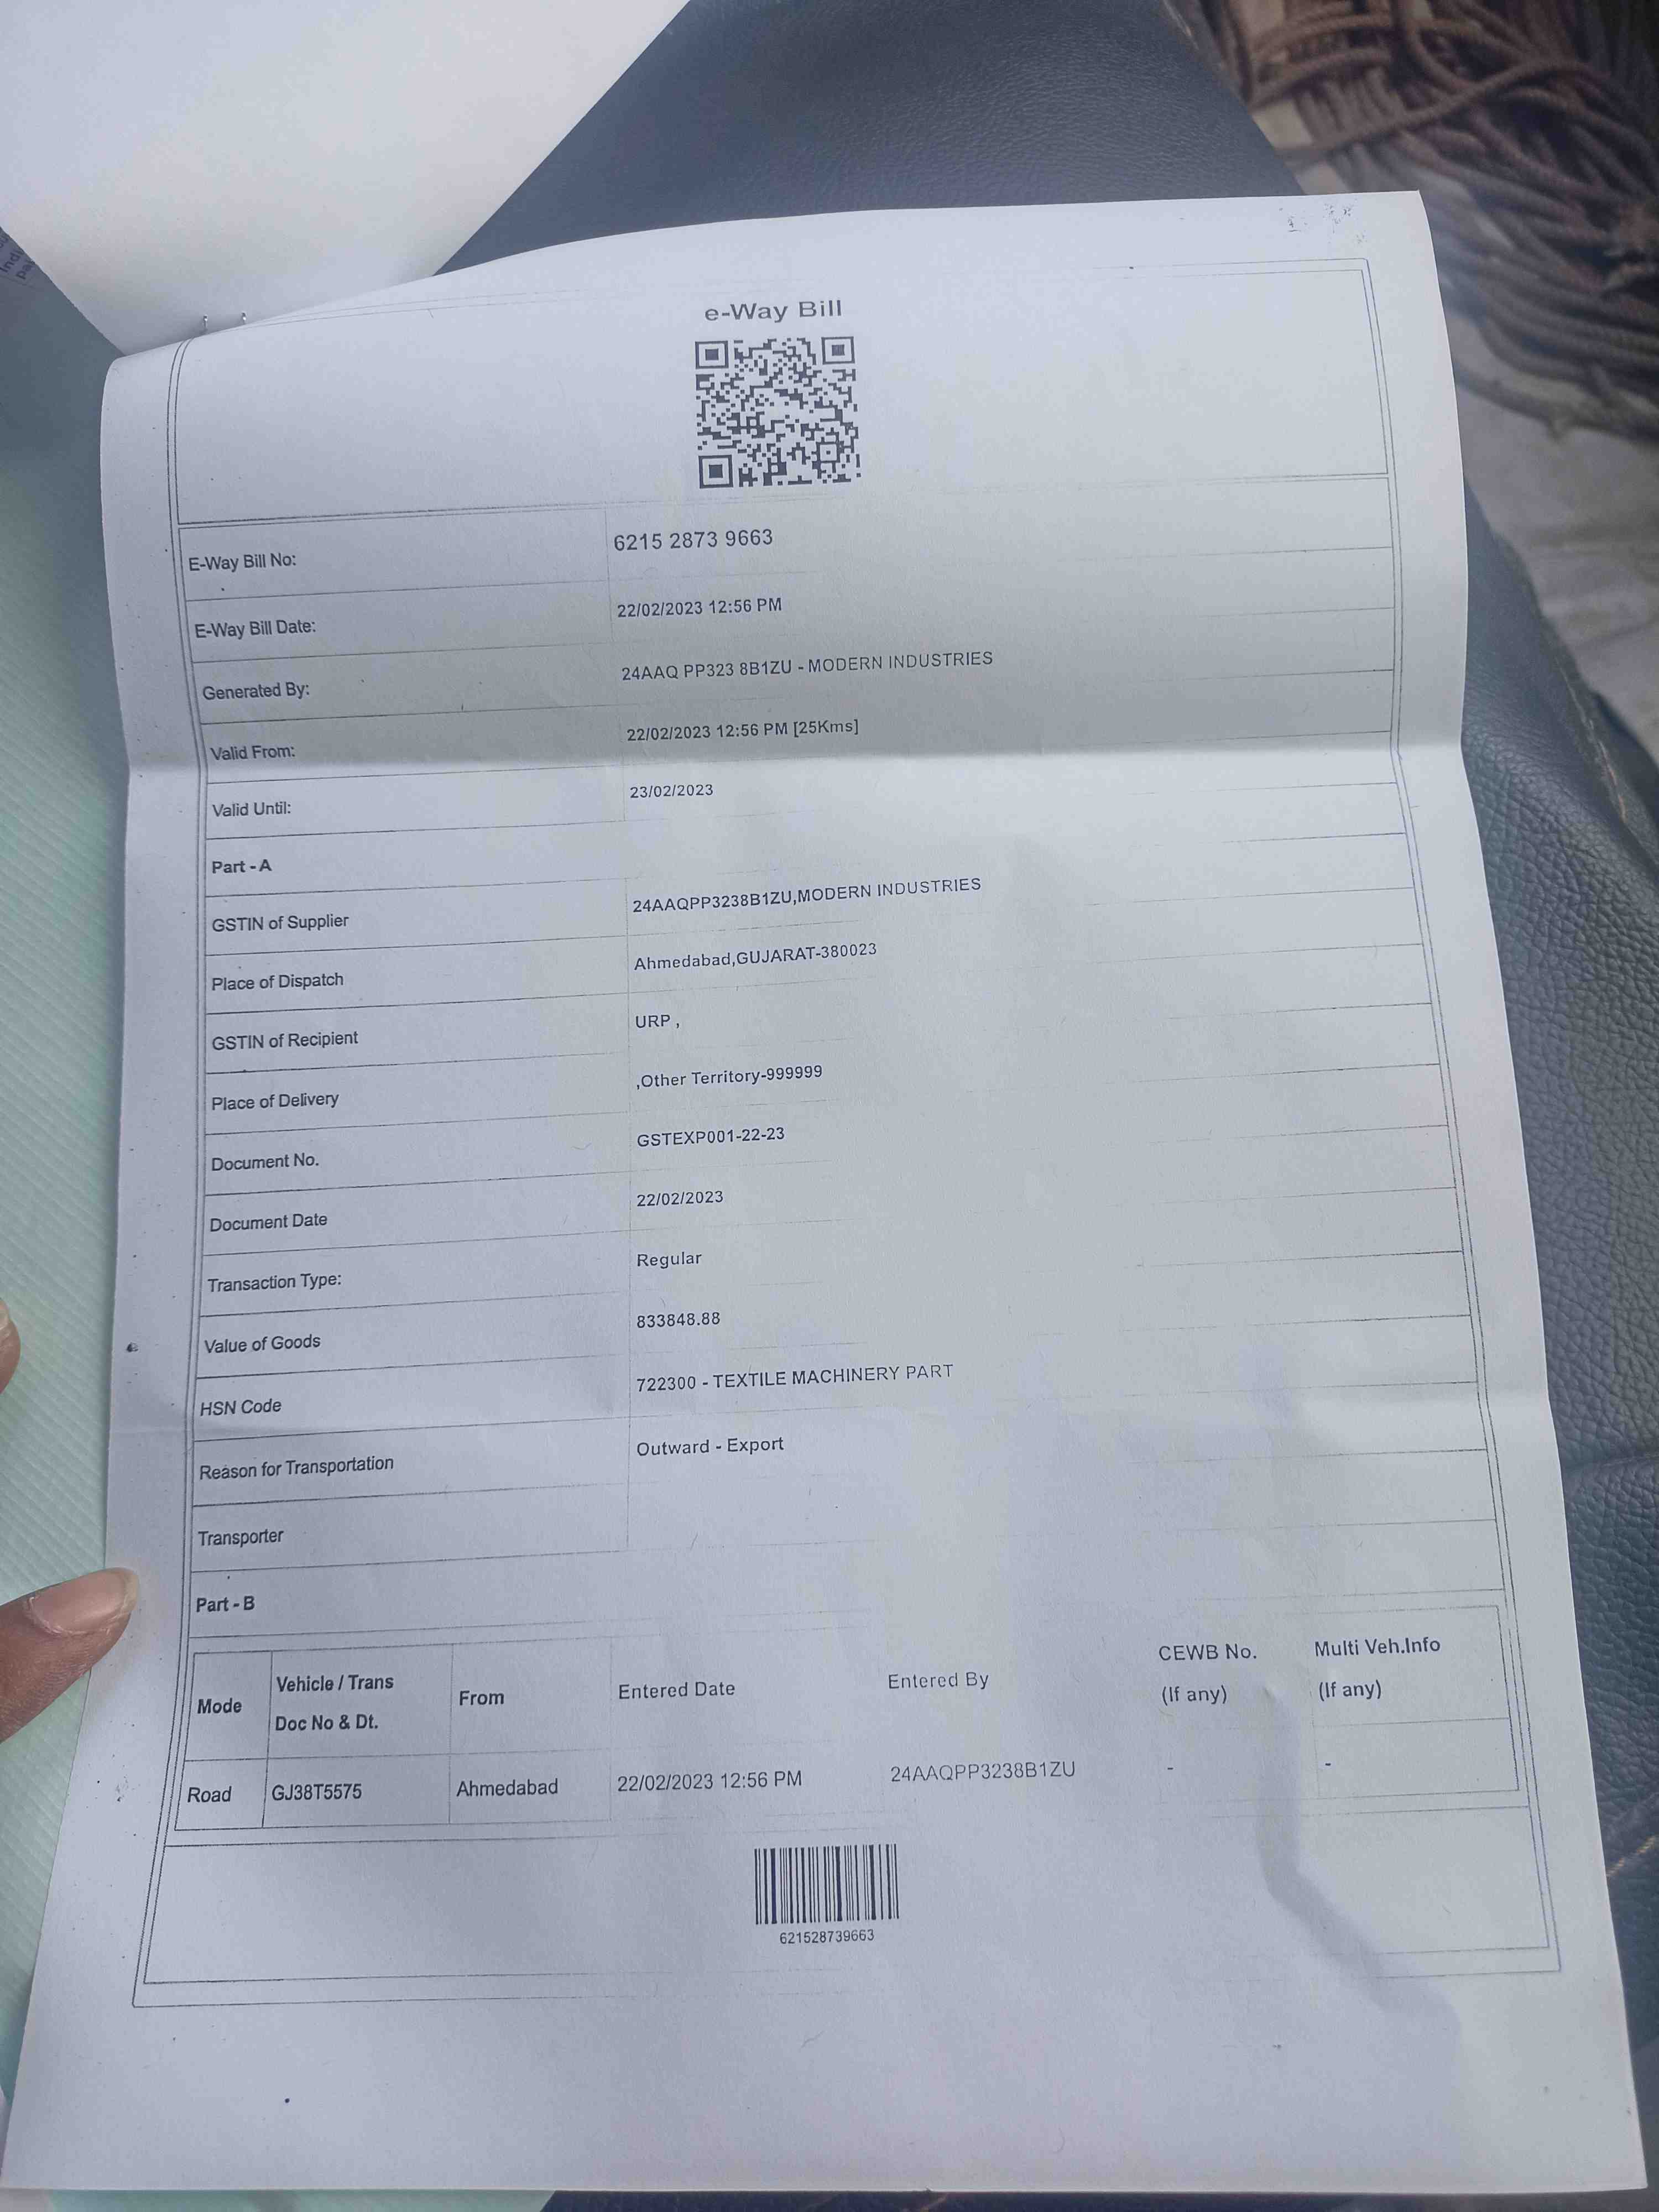 e-Way Bill
E-Way Bill No: 6215 2873 9663
E-Way Bill Date: 22/02/2023 12:56 PM
Generated By: 24AAQ PP323 8B1ZU - MODERN INDUSTRIES
Valid From: 22/02/2023 12:56 PM [25Kms]
Valid Until: 23/02/2023
Part - A
GSTIN of Supplier 24AAQPP3238B1ZU,MODERN INDUSTRIES
Place of Dispatch Ahmedabad,GUJARAT-380023
GSTIN of Recipient URP ,
Place of Delivery ,Other Territory-999999
Document No. GSTEXP001-22-23
Document Date 22/02/2023
Transaction Type: Regular
Value of Goods 833848.88
HSN Code 722300 - TEXTILE MACHINERY PART
Reason for Transportation Outward - Export
Transporter
Part - B
Mode Vehicle / Trans Doc No & Dt. From Entered Date Entered By CEWB No. (If any) Multi Veh.Info (If any)
Road GJ38T5575 Ahmedabad 22/02/2023 12:56 PM 24AAQPP3238B1ZU - -
621528739663